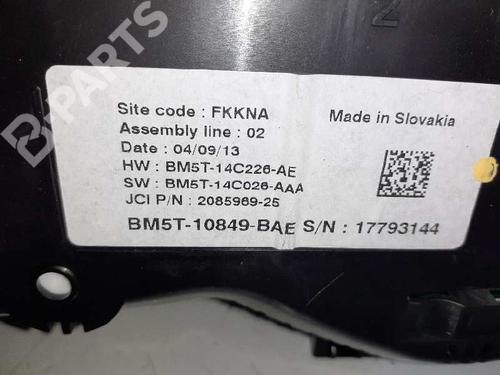 B-PARTS
2
Site code : FKKNA
Made in Slovakia
Assembly line : 02
Date : 04/09/13
HW : BM5T-14C226-AE
SW : BM5T-14C026-AAA
JCI P/N : 2085969-25
BM5T-10849-BAE S/N : 17793144